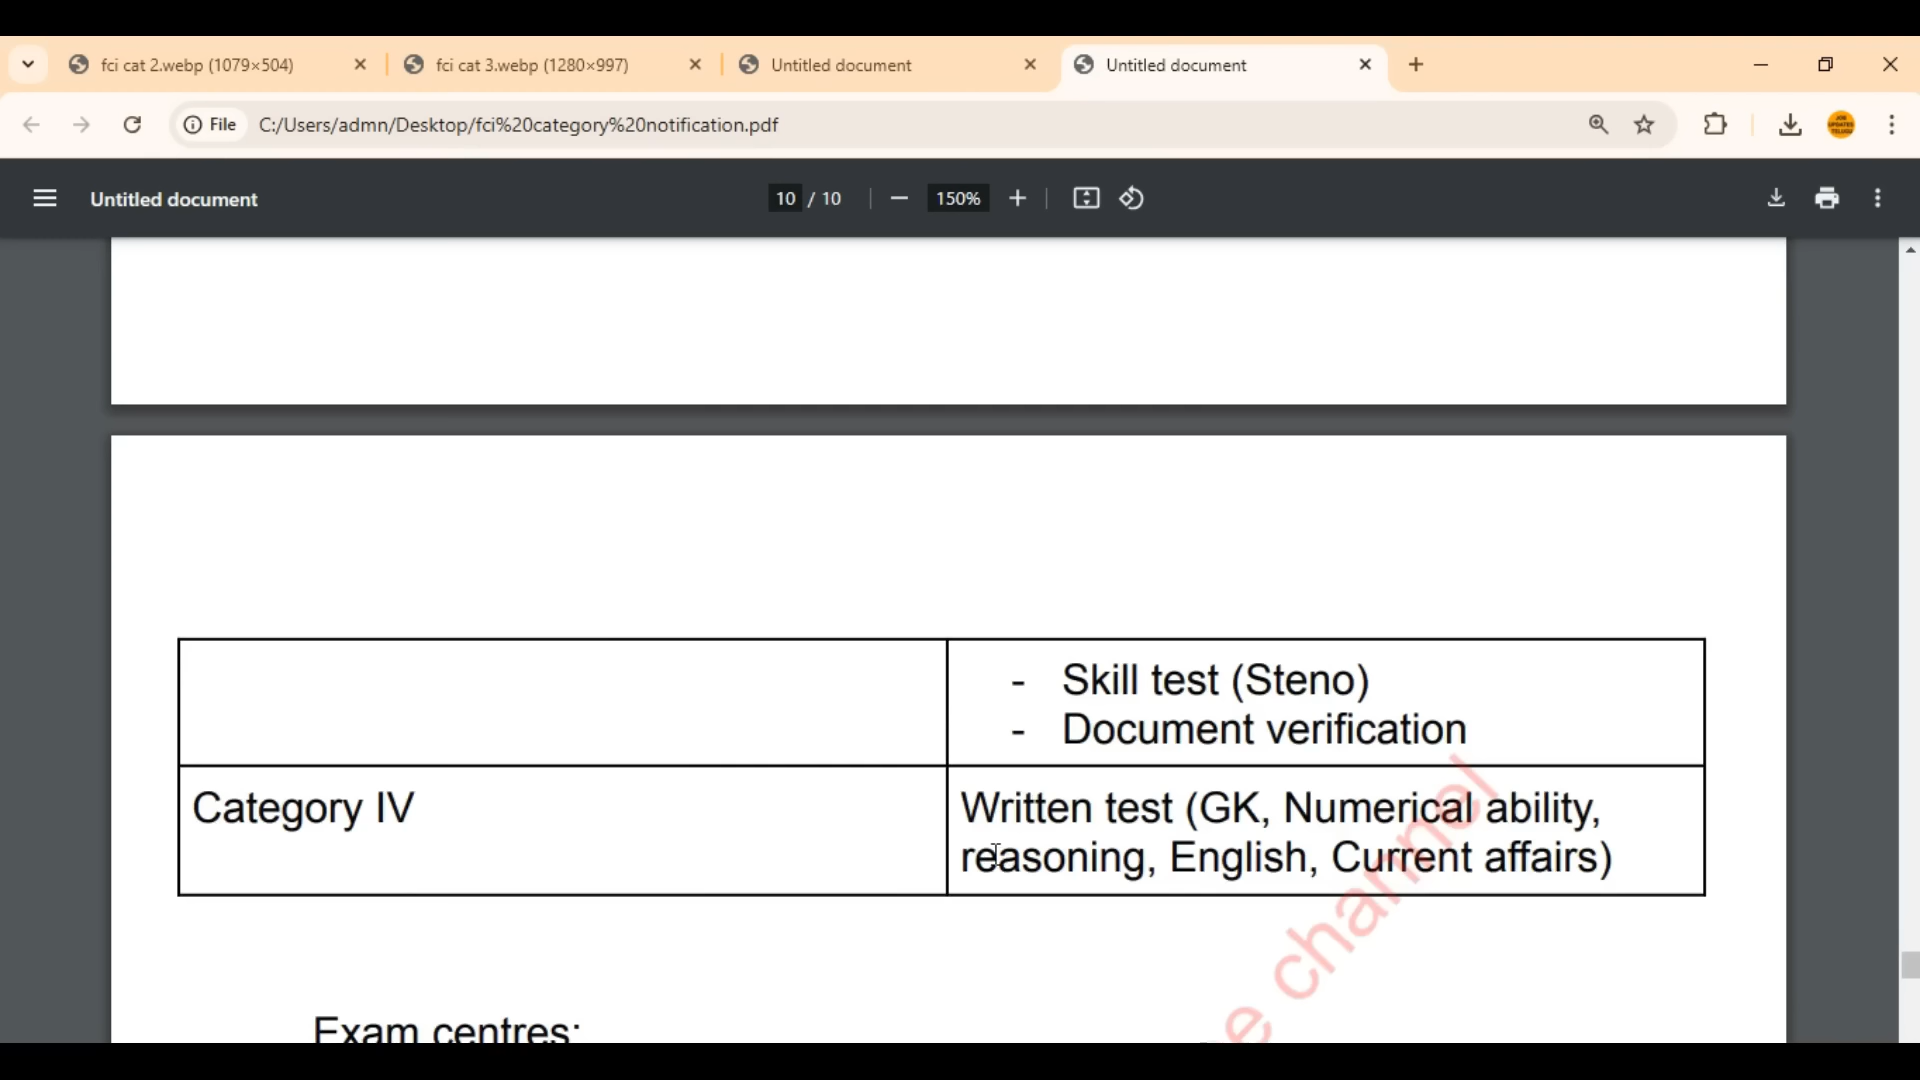 fci cat 2.webp (1079×504)
fci cat 3.webp (1280×997)
Untitled document
Untitled document
File
C:/Users/admn/Desktop/fci%20category%20notification.pdf
Untitled document
10 / 10
150%
- Skill test (Steno)
- Document verification
Category IV
Written test (GK, Numerical ability,
reasoning, English, Current affairs)
channel
Exam centres: